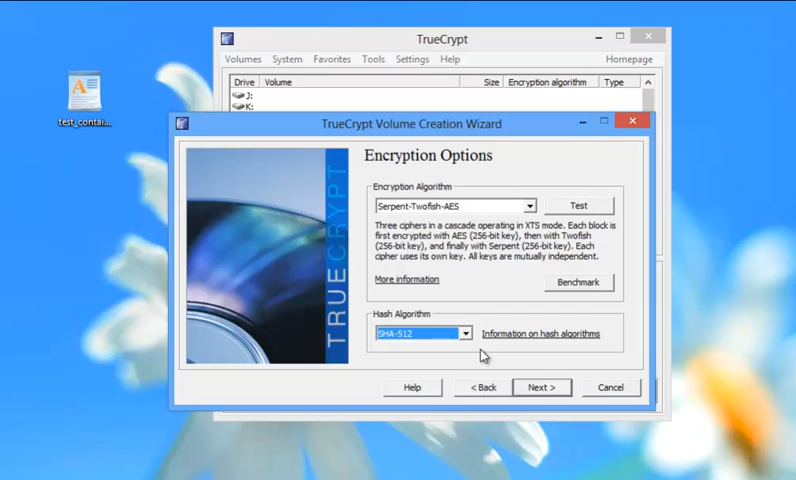 TrueCrypt
Volumes System Favorites Tools Settings Help Homepage
Drive Volume Size Encryption algorithm Type
J:
K:
test_contai...
TrueCrypt Volume Creation Wizard
TRUECRYPT
Encryption Options
Encryption Algorithm
Serpent-Twofish-AES Test
Three ciphers in a cascade operating in XTS mode. Each block is
first encrypted with AES (256-bit key), then with Twofish
(256-bit key), and finally with Serpent (256-bit key). Each
cipher uses its own key. All keys are mutually independent.
More information Benchmark
Hash Algorithm
SHA-512 Information on hash algorithms
Help < Back Next > Cancel